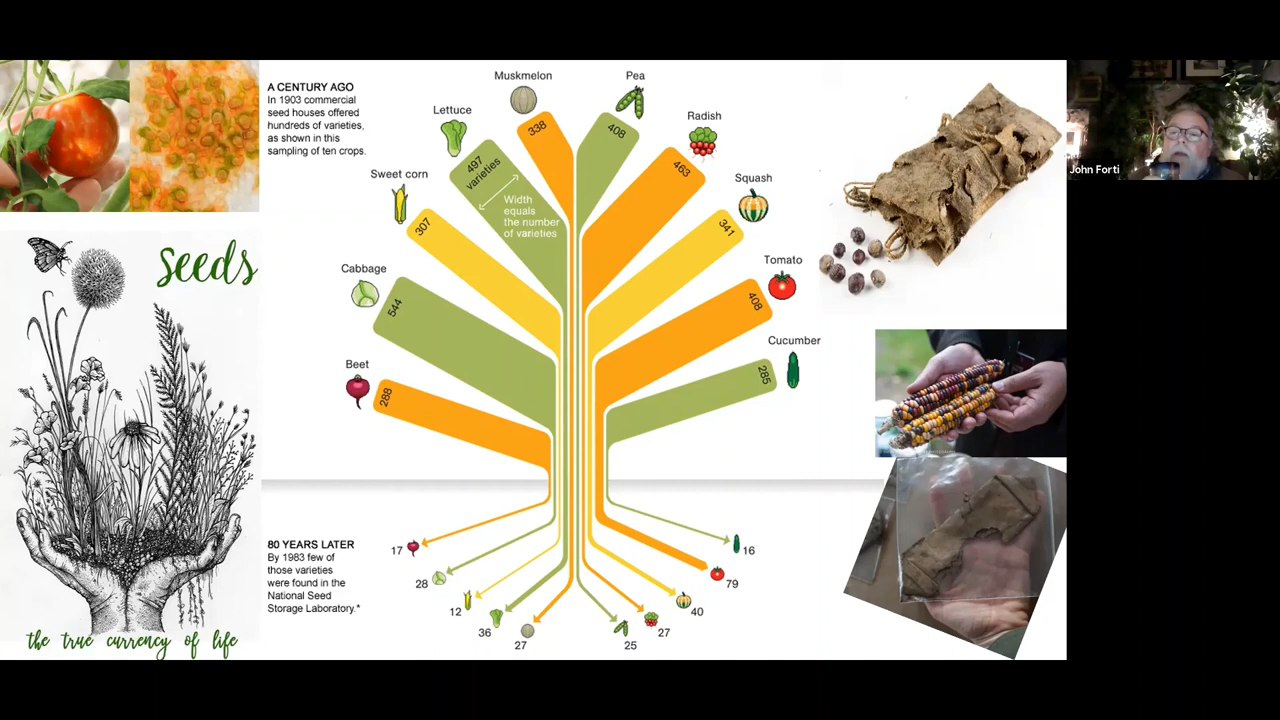 A CENTURY AGO
In 1903 commercial
seed houses offered
hundreds of varieties,
as shown in this
sampling of ten crops.
Muskmelon
338
Pea
408
Lettuce
497
varieties
Width
equals
the number
of varieties
Radish
463
Sweet corn
307
Squash
341
Cabbage
544
Tomato
408
Beet
288
Cucumber
285
80 YEARS LATER
By 1983 few of
those varieties
were found in the
National Seed
Storage Laboratory.*
17
28
12
36
27
25
27
40
79
16
Seeds
the true currency of life
John Forti